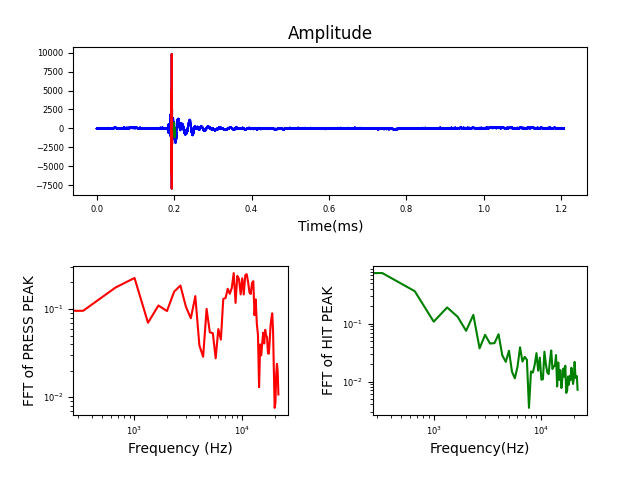 Amplitude
10000
7500
5000
2500
0
−2500
−5000
−7500
0.0 0.2 0.4 0.6 0.8 1.0 1.2
Time(ms)
FFT of PRESS PEAK
10⁻¹
10⁻²
10³ 10⁴
Frequency (Hz)
FFT of HIT PEAK
10⁻¹
10⁻²
10³ 10⁴
Frequency(Hz)